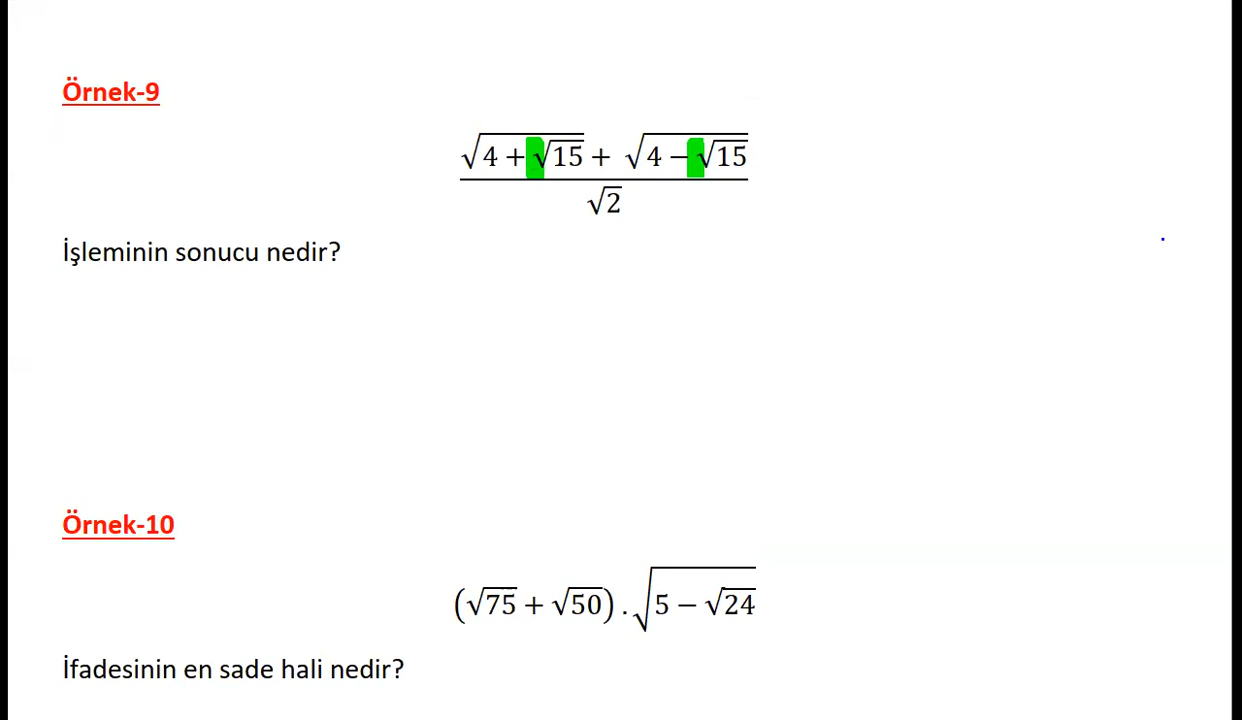 Örnek-9
√(4 + √15) + √(4 − √15)
√2
İşleminin sonucu nedir?
Örnek-10
(√75 + √50) . √(5 − √24)
İfadesinin en sade hali nedir?